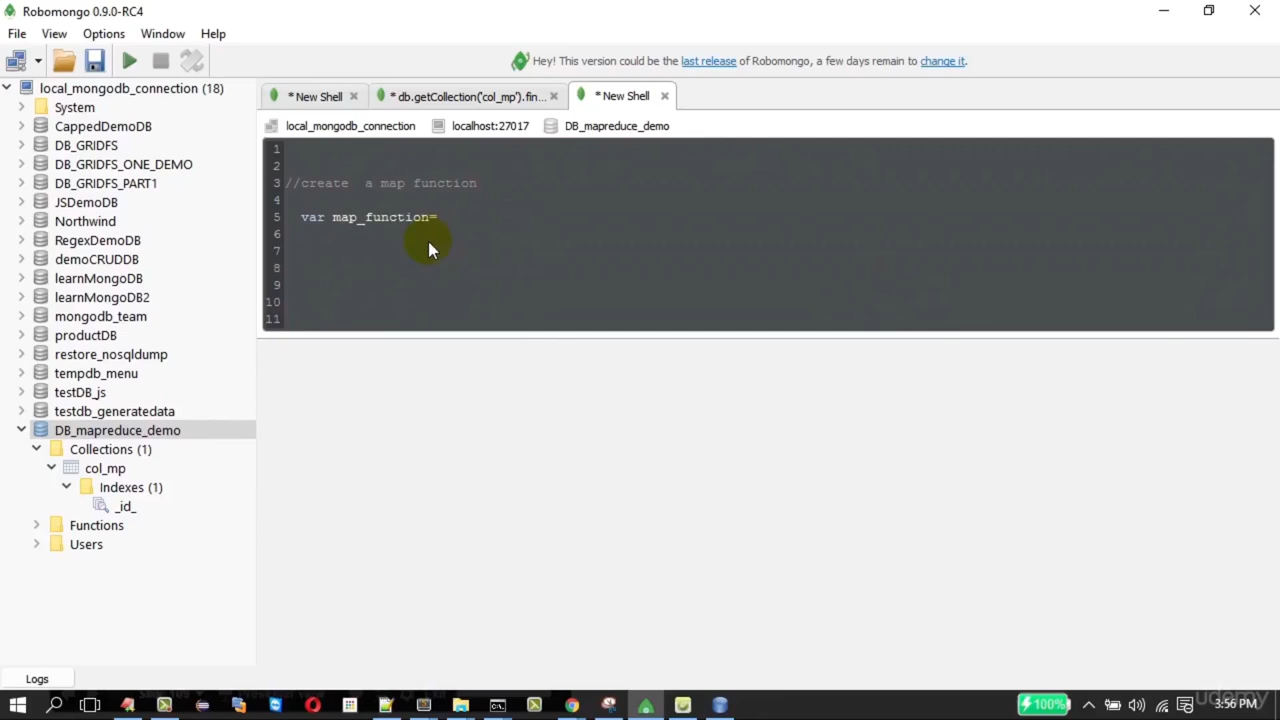 Robomongo 0.9.0-RC4
File View Options Window Help
Hey! This version could be the last release of Robomongo, a few days remain to change it.
local_mongodb_connection (18)
System
CappedDemoDB
DB_GRIDFS
DB_GRIDFS_ONE_DEMO
DB_GRIDFS_PART1
JSDemoDB
Northwind
RegexDemoDB
demoCRUDDB
learnMongoDB
learnMongoDB2
mongodb_team
productDB
restore_nosqldump
tempdb_menu
testDB_js
testdb_generatedata
DB_mapreduce_demo
Collections (1)
col_mp
Indexes (1)
_id_
Functions
Users
Logs
* New Shell * db.getCollection('col_mp').fin... * New Shell
local_mongodb_connection localhost:27017 DB_mapreduce_demo
1
2
3 //create a map function
4
5 var map_function=
6
7
8
9
10
11
100% 3:56 PM
udemy